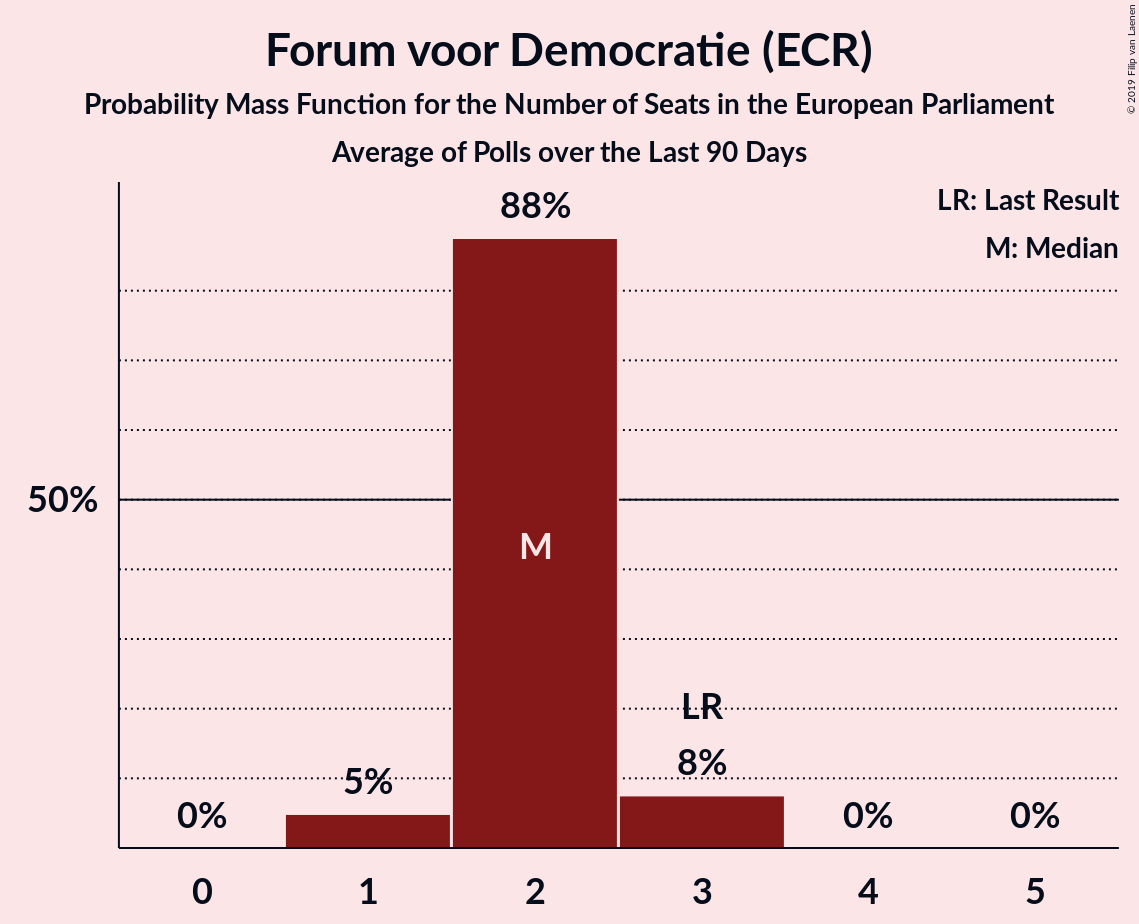 Forum voor Democratie (ECR)
Probability Mass Function for the Number of Seats in the European Parliament
Average of Polls over the Last 90 Days
© 2019 Filip van Laenen
LR: Last Result
M: Median
88%
50%
M
LR
8%
5%
0%
0%
0%
0 1 2 3 4 5